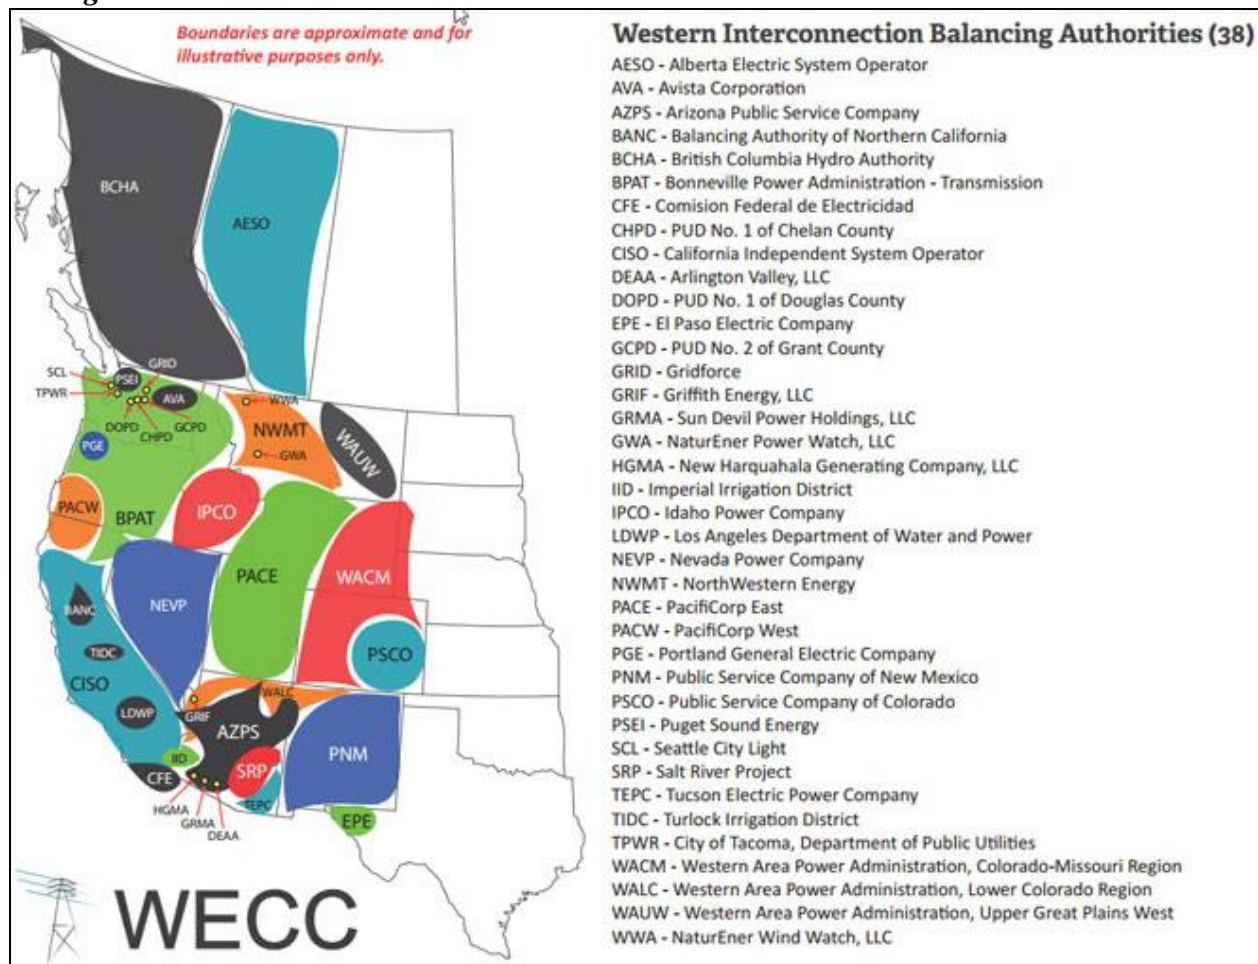 Boundaries are approximate and for
illustrative purposes only.
BCHA
AESO
GRID
SCL
PSEI
TPWR
AVA
WWA
DOPD
GCPD
CHPD
NWMT
WAUW
PGE
GWA
PACW
BPAT
IPCO
PACE
WACM
NEVP
BANC
TIDC
PSCO
CISO
WALC
LDWP
GRIF
AZPS
PNM
IID
SRP
CFE
TEPC
HGMA
GRMA
DEAA
EPE
WECC
Western Interconnection Balancing Authorities (38)
AESO - Alberta Electric System Operator
AVA - Avista Corporation
AZPS - Arizona Public Service Company
BANC - Balancing Authority of Northern California
BCHA - British Columbia Hydro Authority
BPAT - Bonneville Power Administration - Transmission
CFE - Comision Federal de Electricidad
CHPD - PUD No. 1 of Chelan County
CISO - California Independent System Operator
DEAA - Arlington Valley, LLC
DOPD - PUD No. 1 of Douglas County
EPE - El Paso Electric Company
GCPD - PUD No. 2 of Grant County
GRID - Gridforce
GRIF - Griffith Energy, LLC
GRMA - Sun Devil Power Holdings, LLC
GWA - NaturEner Power Watch, LLC
HGMA - New Harquahala Generating Company, LLC
IID - Imperial Irrigation District
IPCO - Idaho Power Company
LDWP - Los Angeles Department of Water and Power
NEVP - Nevada Power Company
NWMT - NorthWestern Energy
PACE - PacifiCorp East
PACW - PacifiCorp West
PGE - Portland General Electric Company
PNM - Public Service Company of New Mexico
PSCO - Public Service Company of Colorado
PSEI - Puget Sound Energy
SCL - Seattle City Light
SRP - Salt River Project
TEPC - Tucson Electric Power Company
TIDC - Turlock Irrigation District
TPWR - City of Tacoma, Department of Public Utilities
WACM - Western Area Power Administration, Colorado-Missouri Region
WALC - Western Area Power Administration, Lower Colorado Region
WAUW - Western Area Power Administration, Upper Great Plains West
WWA - NaturEner Wind Watch, LLC